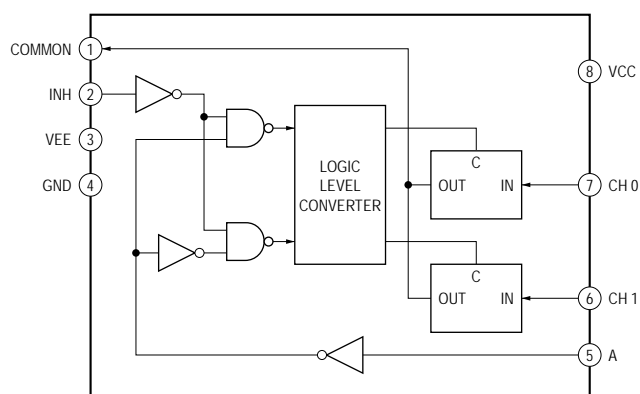 COMMON 1
8 VCC
INH 2
VEE 3
GND 4
LOGIC
LEVEL
CONVERTER
C
OUT IN
7 CH 0
C
OUT IN
6 CH 1
5 A